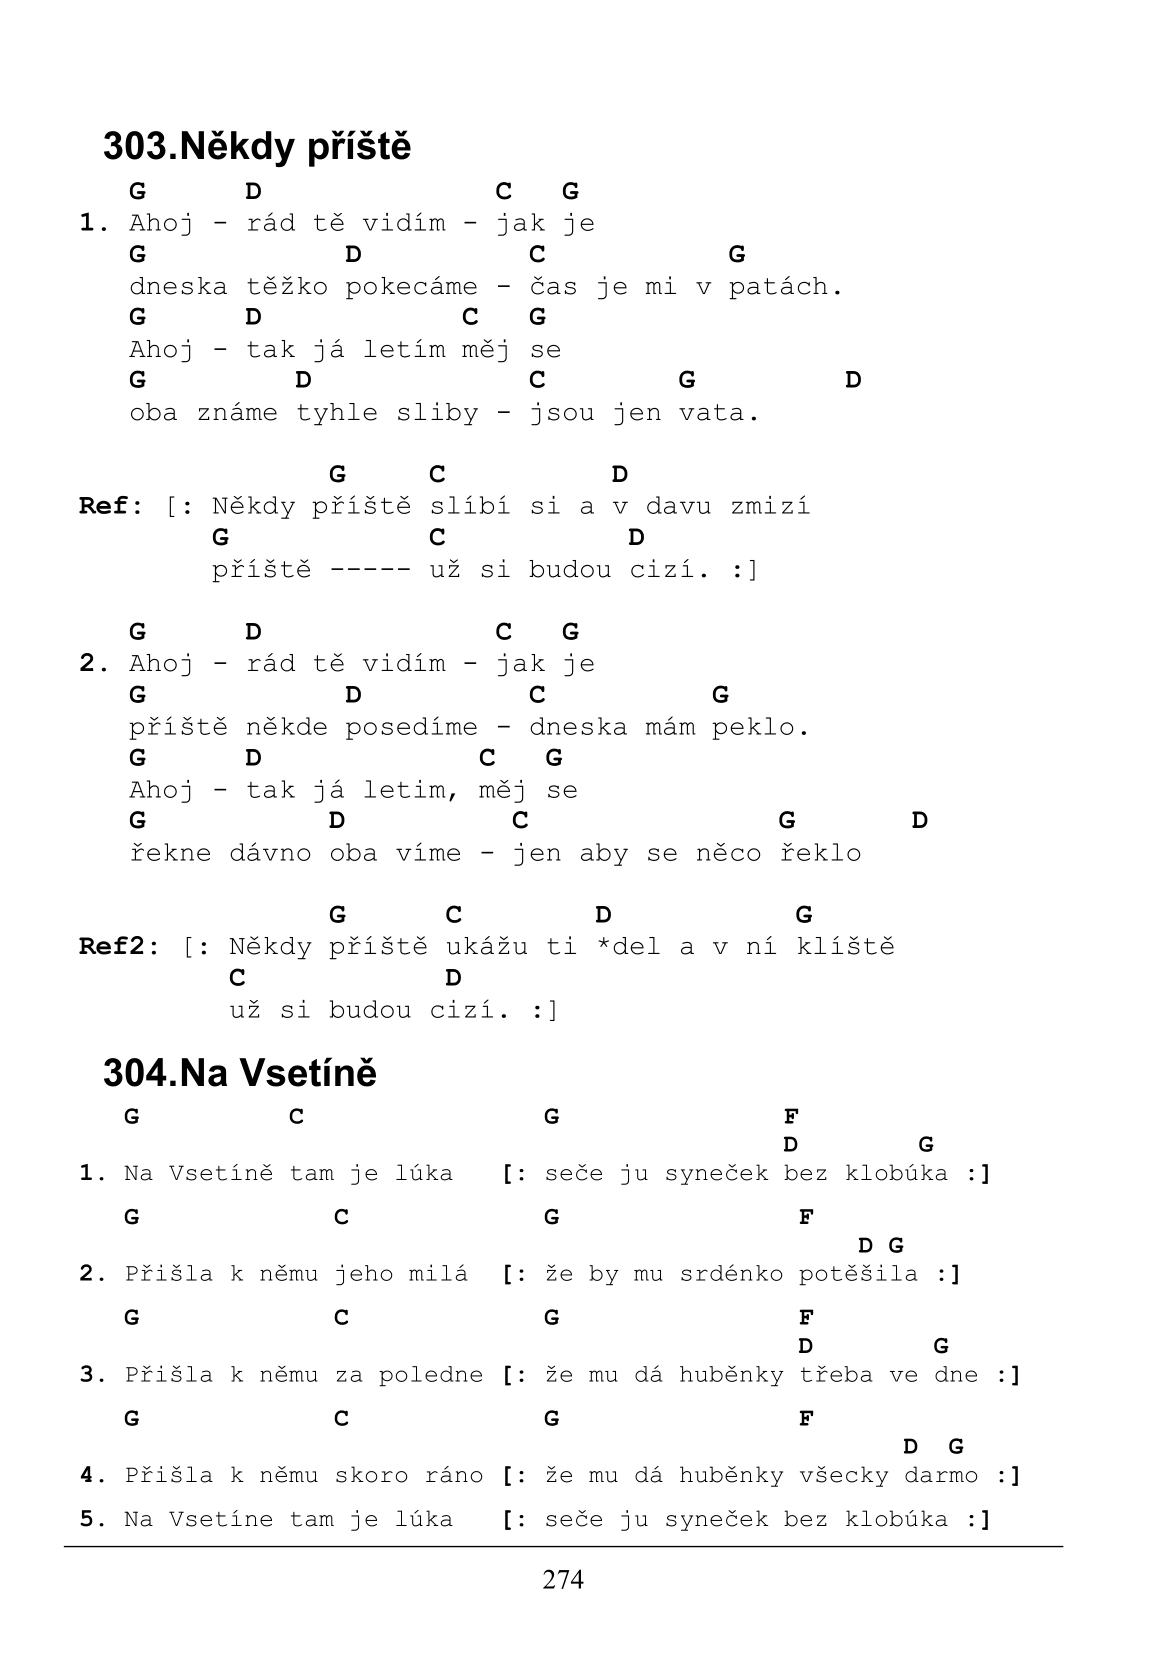 303.Někdy příště
G D C G
1. Ahoj - rád tě vidím - jak je
G D C G
dneska těžko pokecáme - čas je mi v patách.
G D C G
Ahoj - tak já letím měj se
G D C G D
oba známe tyhle sliby - jsou jen vata.
G C D
Ref: [: Někdy příště slíbí si a v davu zmizí
G C D
příště ----- už si budou cizí. :]
G D C G
2. Ahoj - rád tě vidím - jak je
G D C G
příště někde posedíme - dneska mám peklo.
G D C G
Ahoj - tak já letim, měj se
G D C G D
řekne dávno oba víme - jen aby se něco řeklo
G C D G
Ref2: [: Někdy příště ukážu ti *del a v ní klíště
C D
už si budou cizí. :]
304.Na Vsetíně
G C G F
D G
1. Na Vsetíně tam je lúka [: seče ju syneček bez klobúka :]
G C G F
D G
2. Přišla k němu jeho milá [: že by mu srdénko potěšila :]
G C G F
D G
3. Přišla k němu za poledne [: že mu dá huběnky třeba ve dne :]
G C G F
D G
4. Přišla k němu skoro ráno [: že mu dá huběnky všecky darmo :]
5. Na Vsetíne tam je lúka [: seče ju syneček bez klobúka :]
274